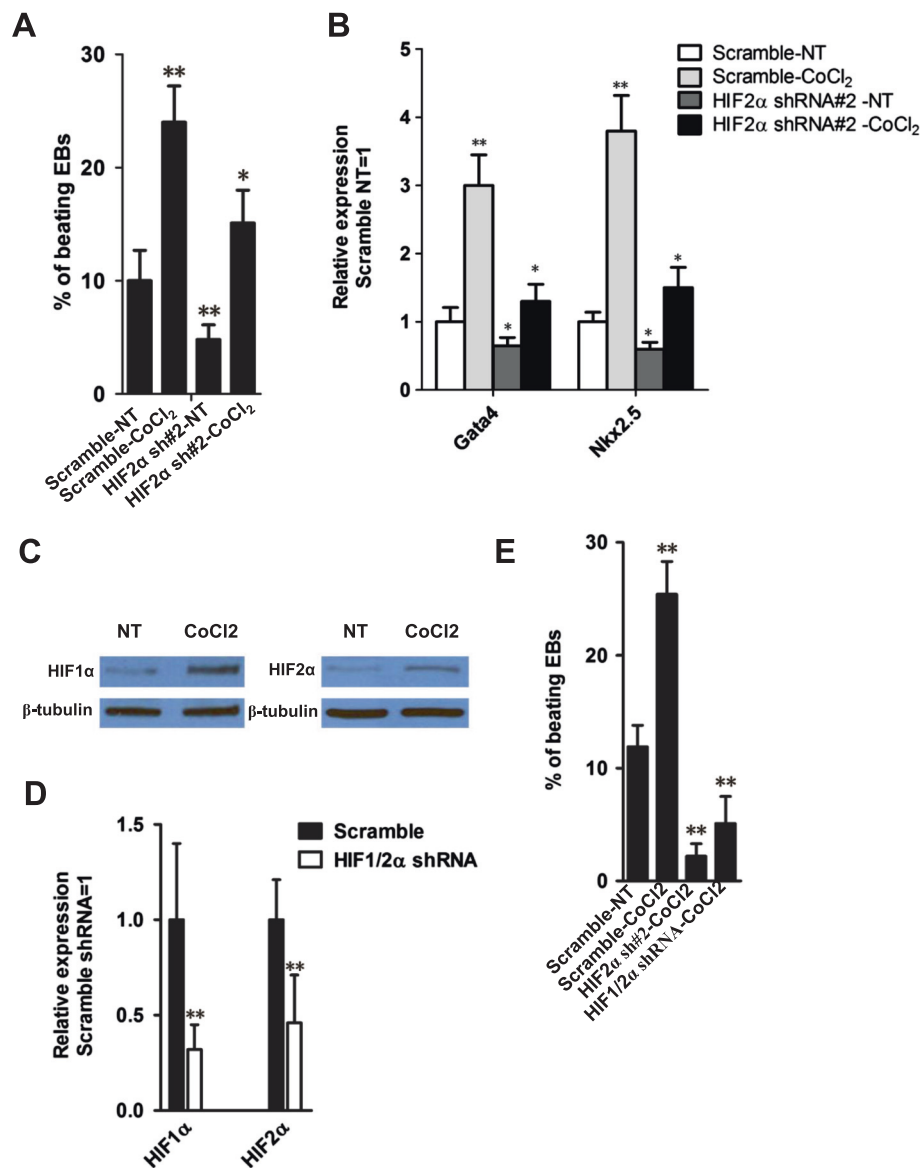 A
30
20
10
0
% of beating EBs
**
**
*
Scramble-NT
Scramble-CoCl₂
HIF2α sh#2-NT
HIF2α sh#2-CoCl₂
B
Scramble-NT
Scramble-CoCl₂
HIF2α shRNA#2 -NT
HIF2α shRNA#2 -CoCl₂
Relative expression
Scramble NT=1
5
4
3
2
1
0
**
*
*
**
*
*
Gata4
Nkx2.5
C
NT CoCl2
HIF1α
β-tubulin
NT CoCl2
HIF2α
β-tubulin
D
Scramble
HIF1/2α shRNA
Relative expression
Scramble shRNA=1
1.5
1.0
0.5
0.0
**
**
HIF1α
HIF2α
E
30
20
10
0
% of beating EBs
**
**
**
Scramble-NT
Scramble-CoCl2
HIF2α sh#2-CoCl2
HIF1/2α shRNA-CoCl2